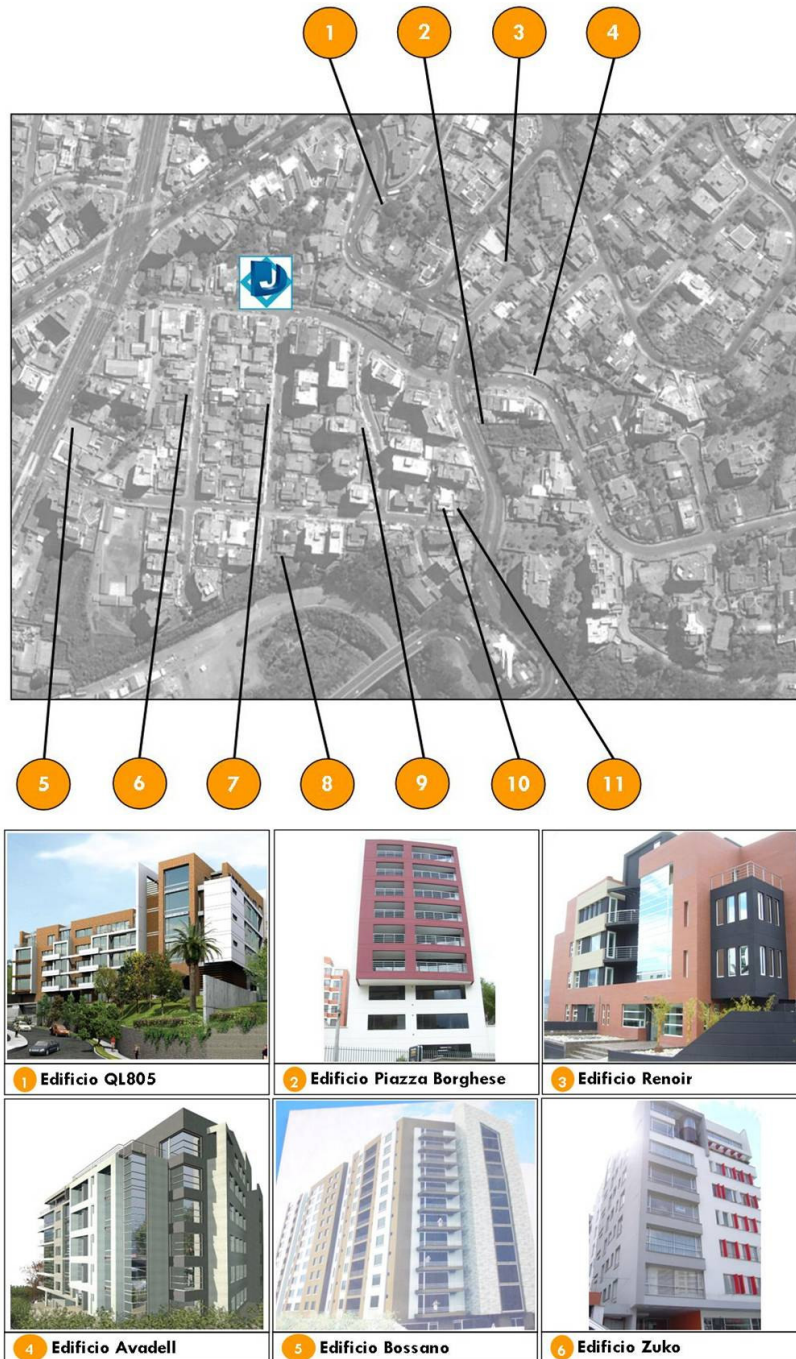 1 2 3 4
5 6 7 8 9 10 11
1 Edificio QL805
2 Edificio Piazza Borghese
3 Edificio Renoir
4 Edificio Avadell
5 Edificio Bossano
6 Edificio Zuko